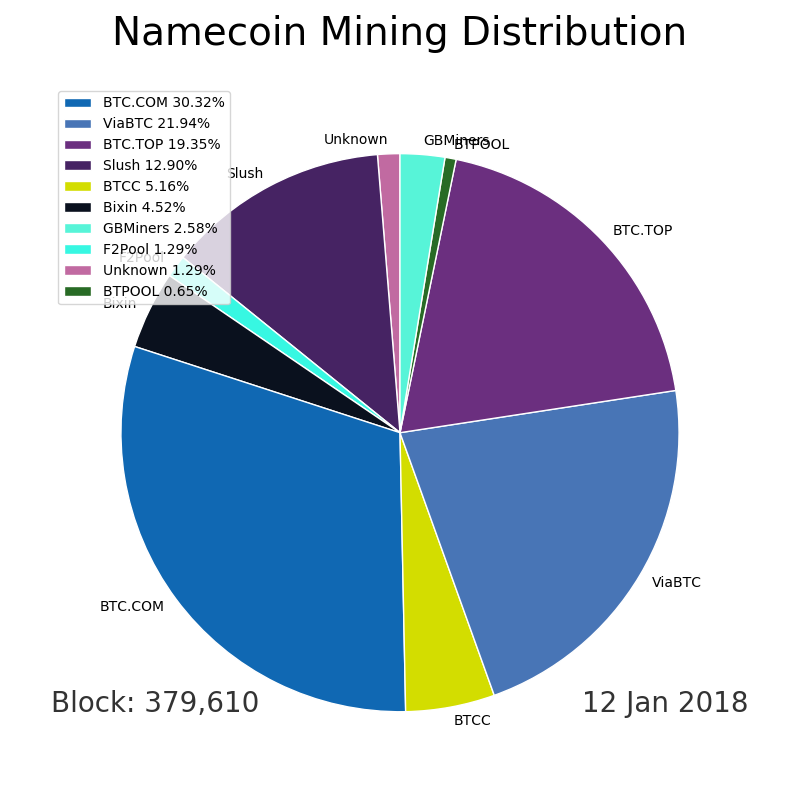 Namecoin Mining Distribution
BTC.COM 30.32%
ViaBTC 21.94%
BTC.TOP 19.35%
Slush 12.90%
BTCC 5.16%
Bixin 4.52%
GBMiners 2.58%
F2Pool 1.29%
Unknown 1.29%
BTPOOL 0.65%
Unknown
GBMiners
BTPOOL
Slush
BTC.TOP
F2Pool
Bixin
ViaBTC
BTC.COM
BTCC
Block: 379,610
12 Jan 2018